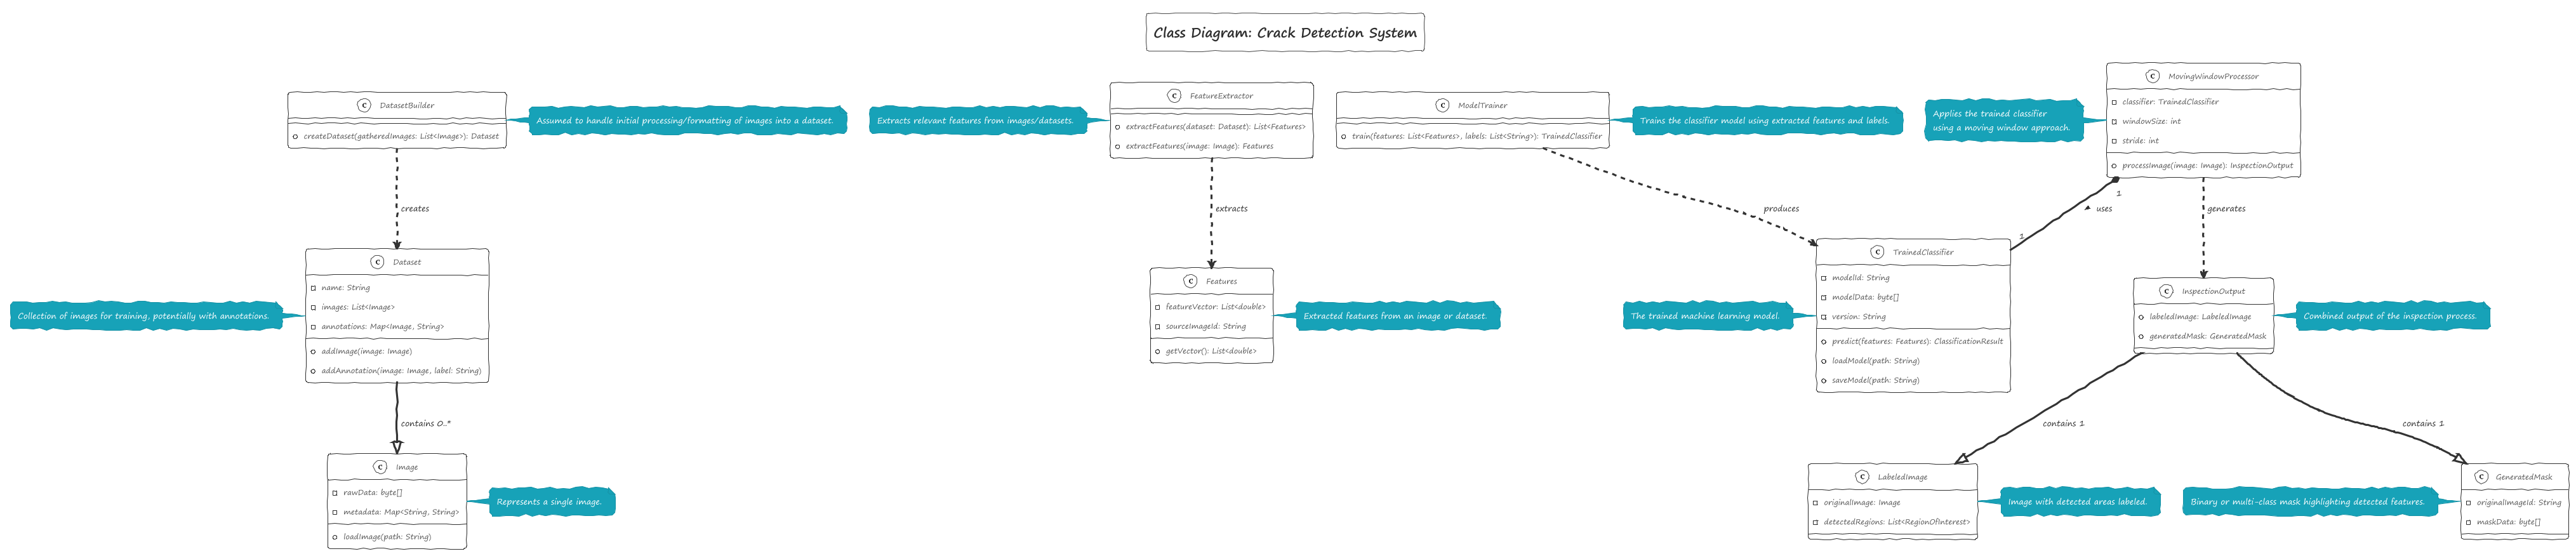 Class Diagram: Crack Detection System
C DatasetBuilder
createDataset(gatheredImages: List<Image>): Dataset
Assumed to handle initial processing/formatting of images into a dataset.
Extracts relevant features from images/datasets.
C FeatureExtractor
extractFeatures(dataset: Dataset): List<Features>
extractFeatures(image: Image): Features
C ModelTrainer
train(features: List<Features>, labels: List<String>): TrainedClassifier
Trains the classifier model using extracted features and labels.
Applies the trained classifier
using a moving window approach.
C MovingWindowProcessor
classifier: TrainedClassifier
windowSize: int
stride: int
processImage(image: Image): InspectionOutput
creates
extracts
produces
1
uses
1
generates
Collection of images for training, potentially with annotations.
C Dataset
name: String
images: List<Image>
annotations: Map<Image, String>
addImage(image: Image)
addAnnotation(image: Image, label: String)
C Features
featureVector: List<double>
sourceImageId: String
getVector(): List<double>
Extracted features from an image or dataset.
The trained machine learning model.
C TrainedClassifier
modelId: String
modelData: byte[]
version: String
predict(features: Features): ClassificationResult
loadModel(path: String)
saveModel(path: String)
C InspectionOutput
labeledImage: LabeledImage
generatedMask: GeneratedMask
Combined output of the inspection process.
contains 0..*
contains 1
contains 1
C Image
rawData: byte[]
metadata: Map<String, String>
loadImage(path: String)
Represents a single image.
C LabeledImage
originalImage: Image
detectedRegions: List<RegionOfInterest>
Image with detected areas labeled.
Binary or multi-class mask highlighting detected features.
C GeneratedMask
originalImageId: String
maskData: byte[]